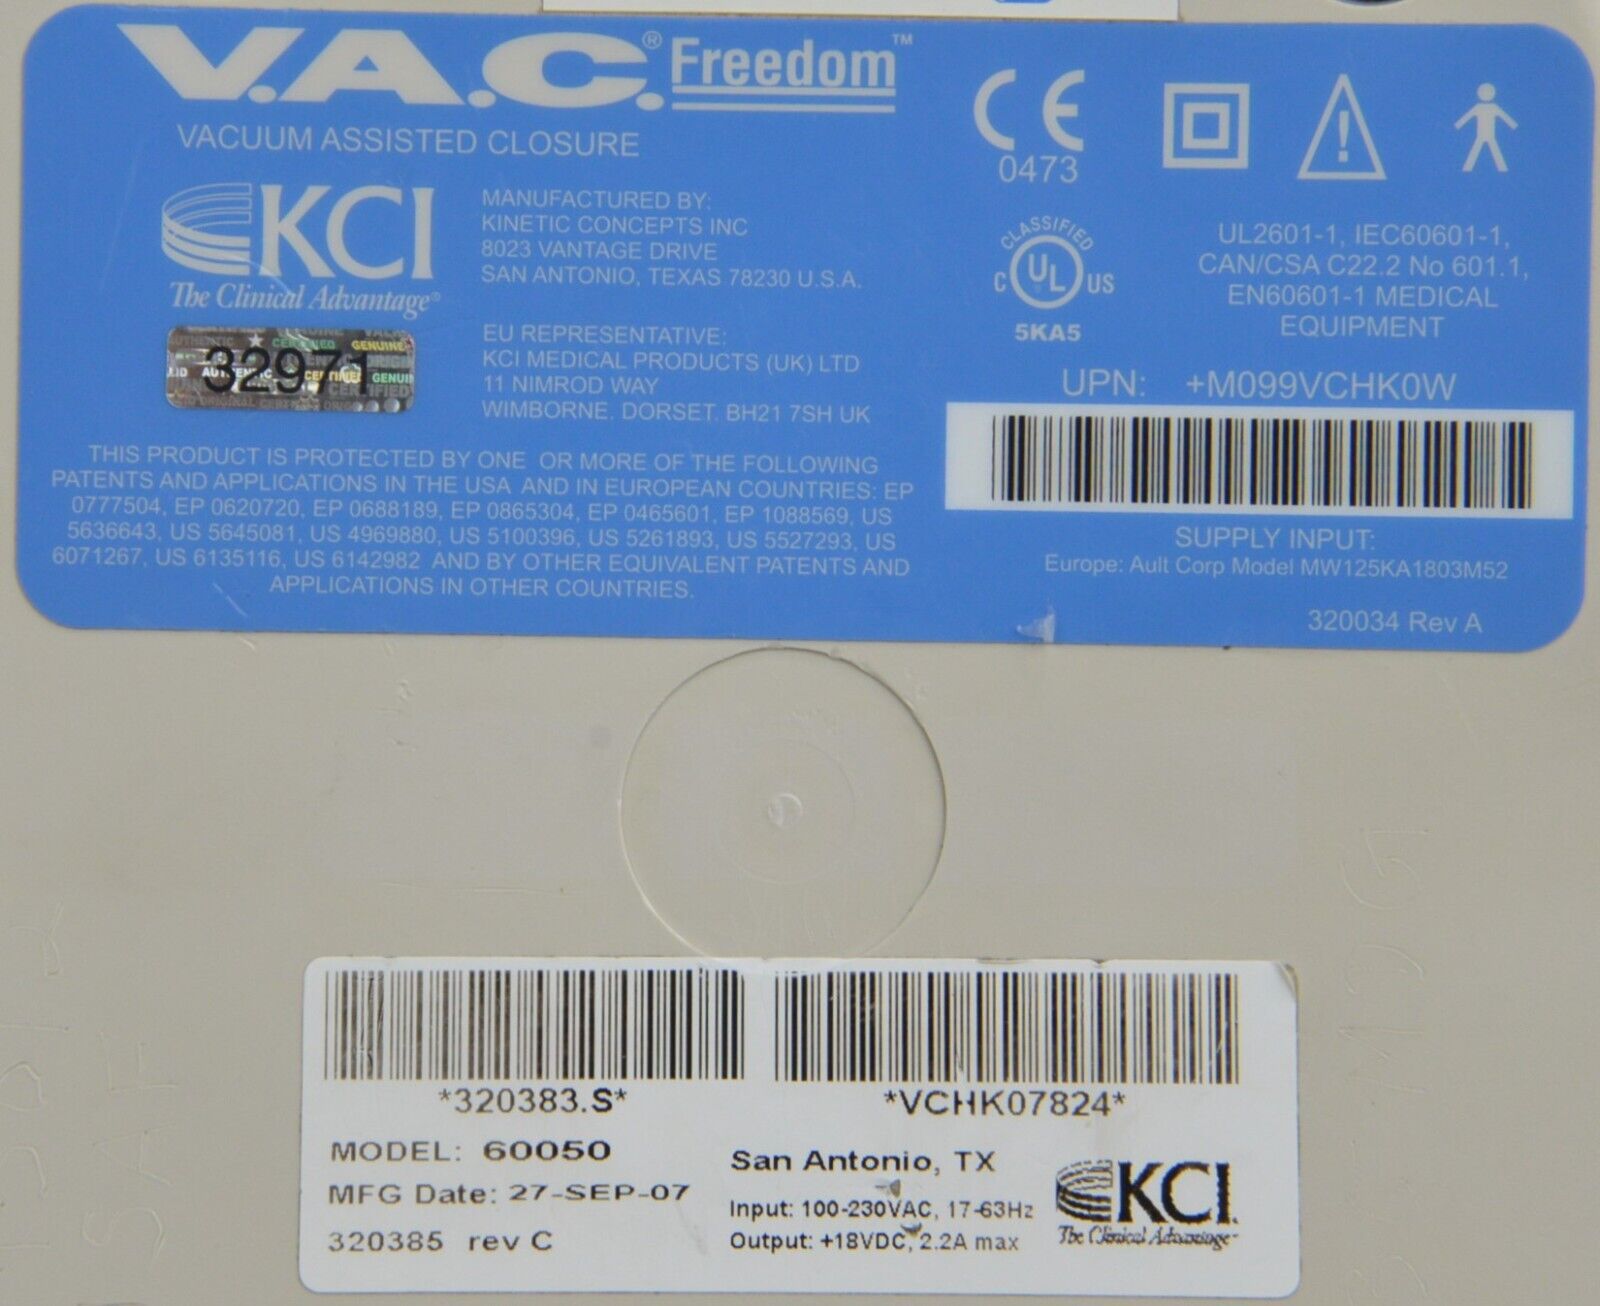 V.A.C.® Freedom™
VACUUM ASSISTED CLOSURE
KCI
The Clinical Advantage®
32971
MANUFACTURED BY:
KINETIC CONCEPTS INC
8023 VANTAGE DRIVE
SAN ANTONIO, TEXAS 78230 U.S.A.
EU REPRESENTATIVE:
KCI MEDICAL PRODUCTS (UK) LTD
11 NIMROD WAY
WIMBORNE. DORSET. BH21 7SH UK
THIS PRODUCT IS PROTECTED BY ONE OR MORE OF THE FOLLOWING
PATENTS AND APPLICATIONS IN THE USA AND IN EUROPEAN COUNTRIES: EP
0777504, EP 0620720, EP 0688189, EP 0865304, EP 0465601, EP 1088569, US
5636643, US 5645081, US 4969880, US 5100396, US 5261893, US 5527293, US
6071267, US 6135116, US 6142982 AND BY OTHER EQUIVALENT PATENTS AND
APPLICATIONS IN OTHER COUNTRIES.
CE
0473
CLASSIFIED
C UL US
5KA5
UL2601-1, IEC60601-1,
CAN/CSA C22.2 No 601.1,
EN60601-1 MEDICAL
EQUIPMENT
UPN: +M099VCHK0W
SUPPLY INPUT:
Europe: Ault Corp Model MW125KA1803M52
320034 Rev A
*320383.S*
*VCHK07824*
MODEL: 60050
MFG Date: 27-SEP-07
320385 rev C
San Antonio, TX
Input: 100-230VAC, 17-63Hz
Output: +18VDC, 2.2A max
KCI
The Clinical Advantage